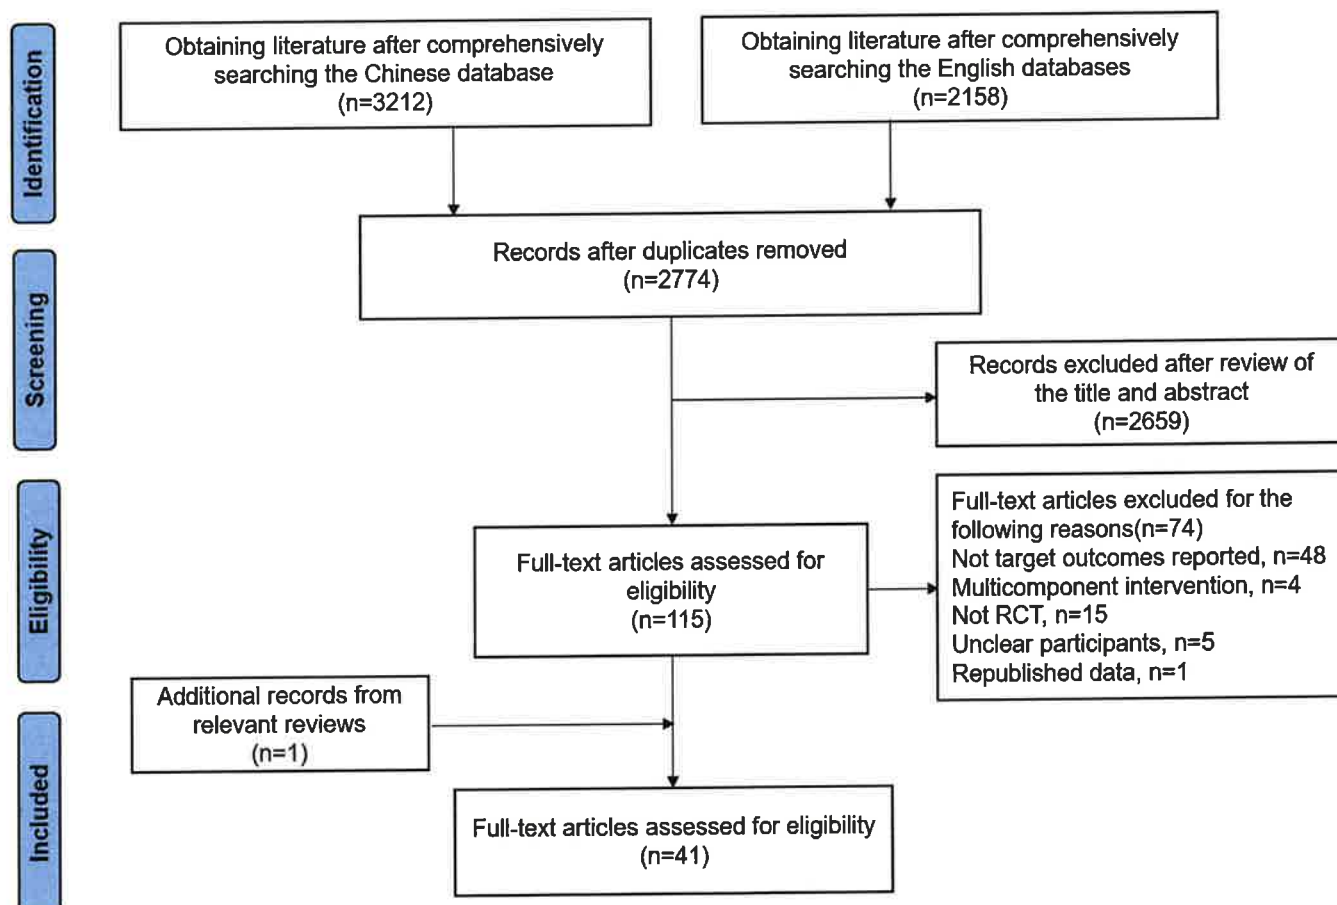 Identification
Obtaining literature after comprehensively
searching the Chinese database
(n=3212)
Obtaining literature after comprehensively
searching the English databases
(n=2158)
Records after duplicates removed
(n=2774)
Screening
Records excluded after review of
the title and abstract
(n=2659)
Eligibility
Full-text articles assessed for
eligibility
(n=115)
Full-text articles excluded for the
following reasons(n=74)
Not target outcomes reported, n=48
Multicomponent intervention, n=4
Not RCT, n=15
Unclear participants, n=5
Republished data, n=1
Additional records from
relevant reviews
(n=1)
Included
Full-text articles assessed for eligibility
(n=41)